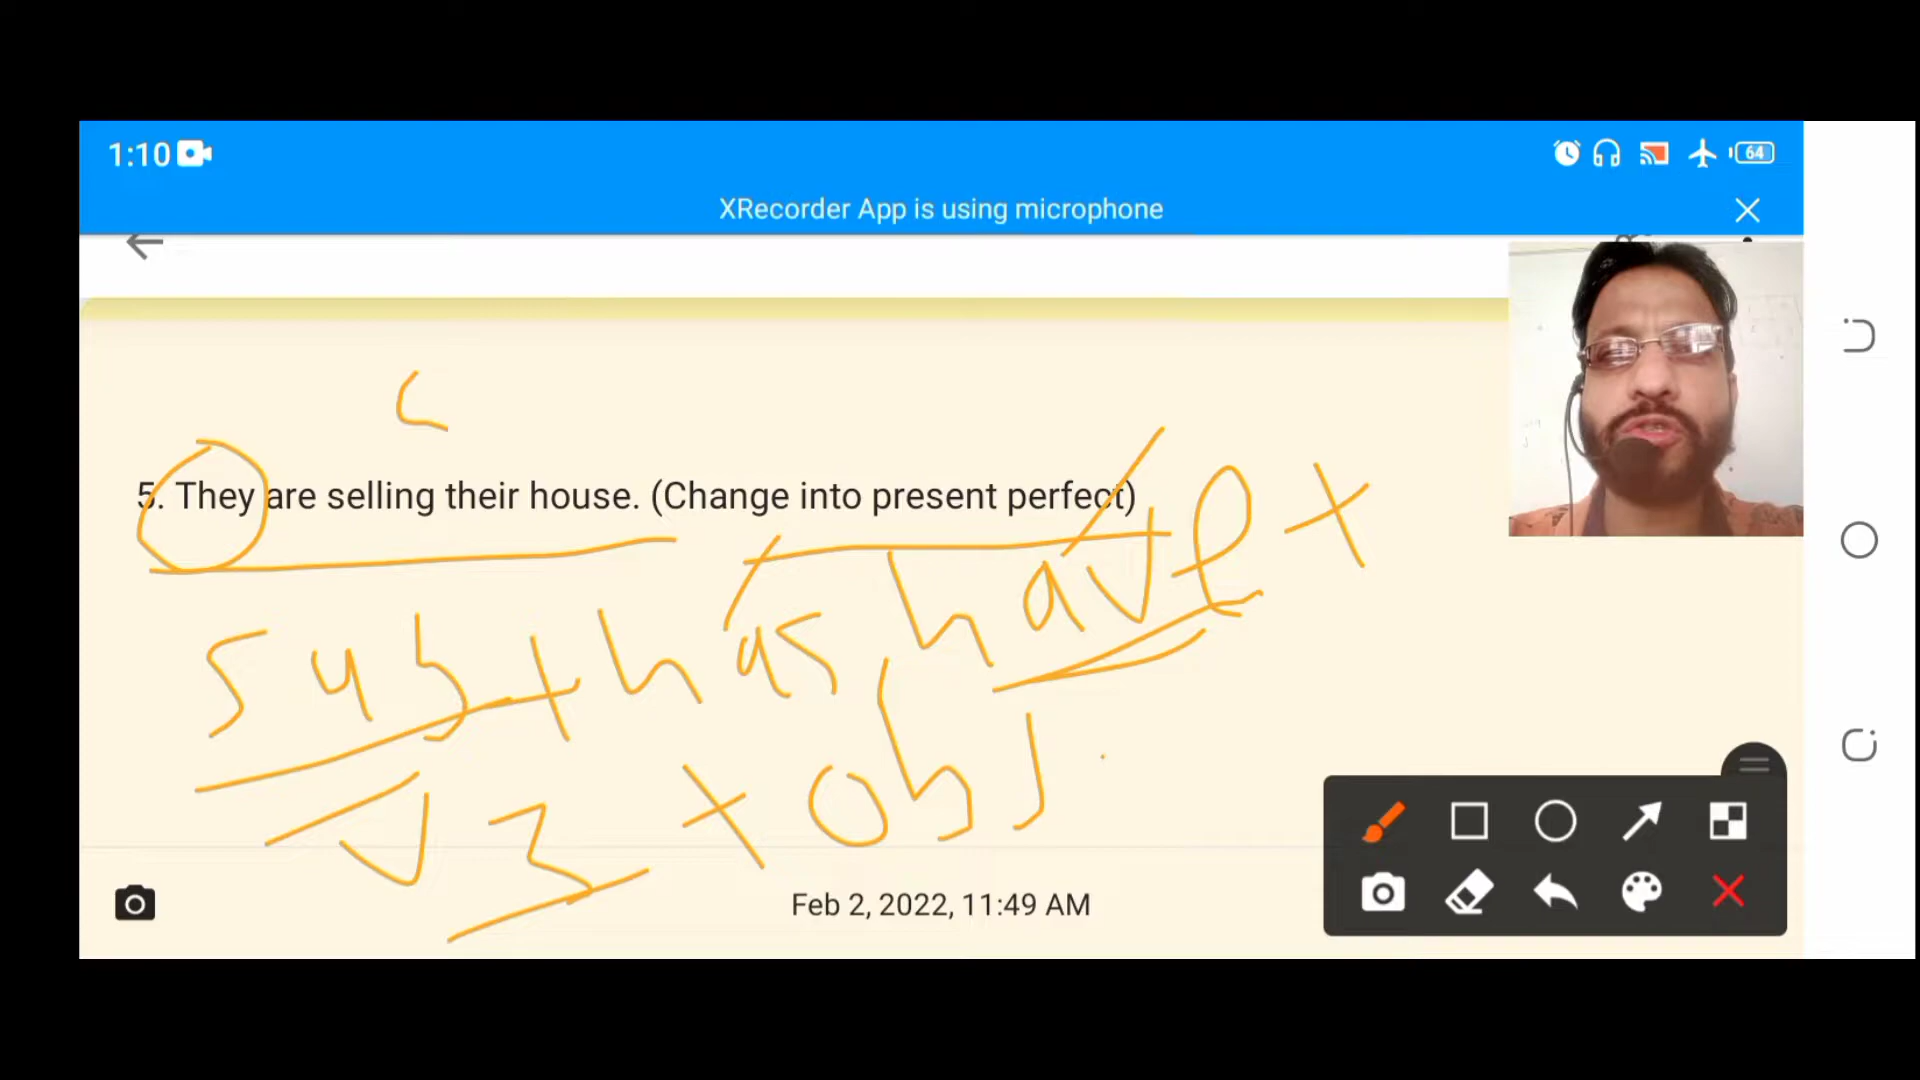 1:10
64
XRecorder App is using microphone
5. They are selling their house. (Change into present perfect)
sub + has / have +
V3 + obj
Feb 2, 2022, 11:49 AM